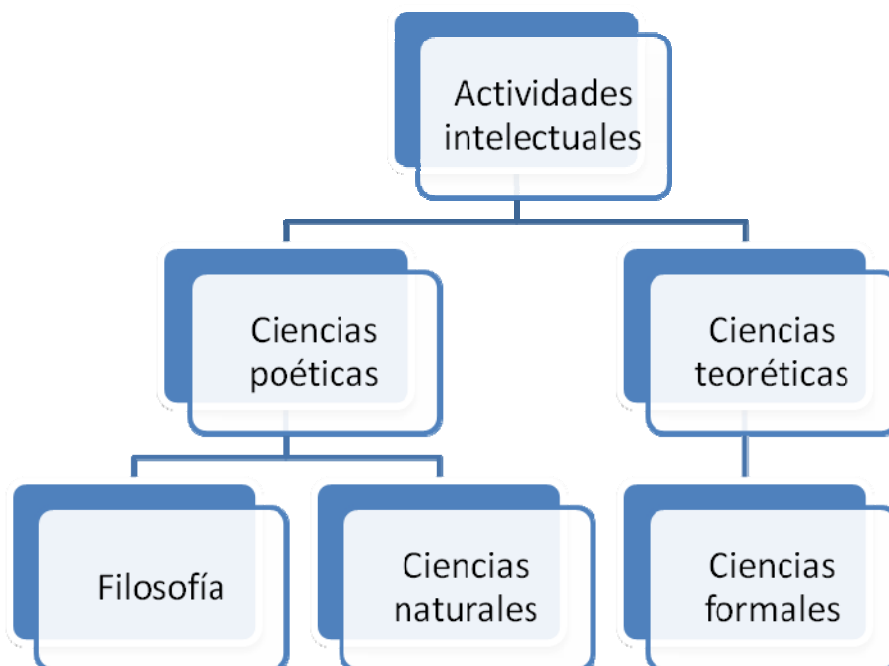 Actividades
intelectuales
Ciencias
poéticas
Ciencias
teoréticas
Filosofía
Ciencias
naturales
Ciencias
formales